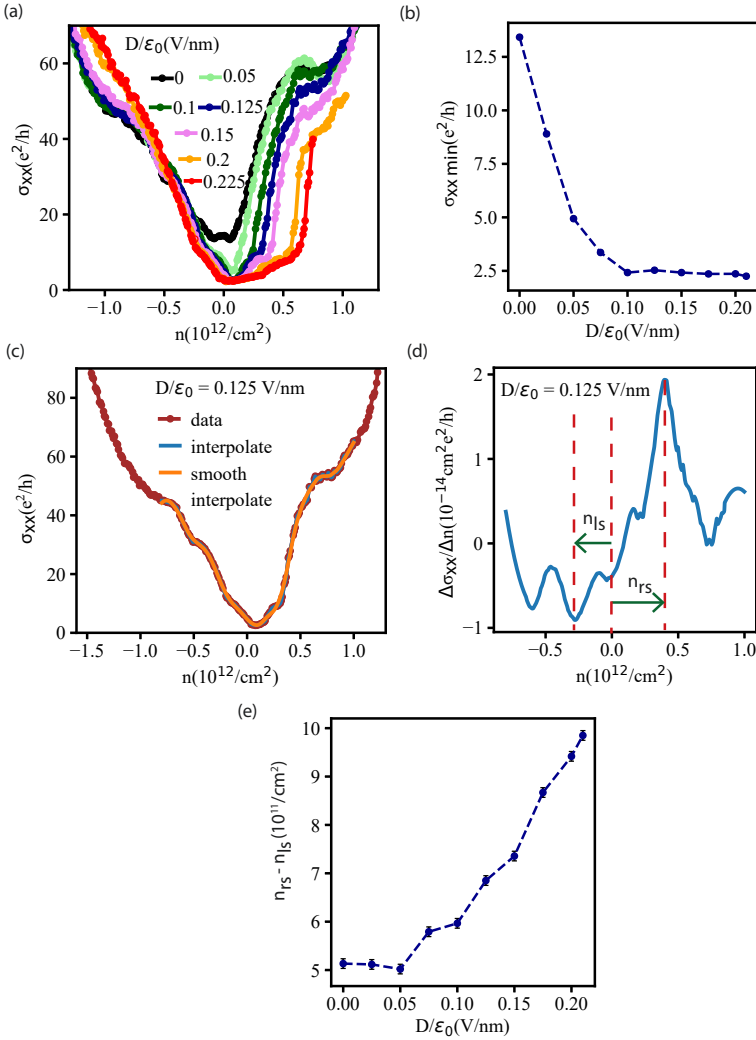 (a)
D/ε0(V/nm)
0 0.05
0.1 0.125
0.15
0.2
0.225
60
40
20
0
σxx(e²/h)
−1.0 −0.5 0.0 0.5 1.0
n(10¹²/cm²)
(b)
12.5
10.0
7.5
5.0
2.5
σxx min(e²/h)
0.00 0.05 0.10 0.15 0.20
D/ε0(V/nm)
(c)
D/ε0 = 0.125 V/nm
data
interpolate
smooth
interpolate
80
60
40
20
0
σxx(e²/h)
−1.5 −1.0 −0.5 0.0 0.5 1.0
n(10¹²/cm²)
(d)
D/ε0 = 0.125 V/nm
nls
nrs
2
1
0
−1
Δσxx/Δn(10⁻¹⁴cm²e²/h)
−0.5 0.0 0.5 1.0
n(10¹²/cm²)
(e)
10
9
8
7
6
5
nrs - nls (10¹¹/cm²)
0.00 0.05 0.10 0.15 0.20
D/ε0(V/nm)